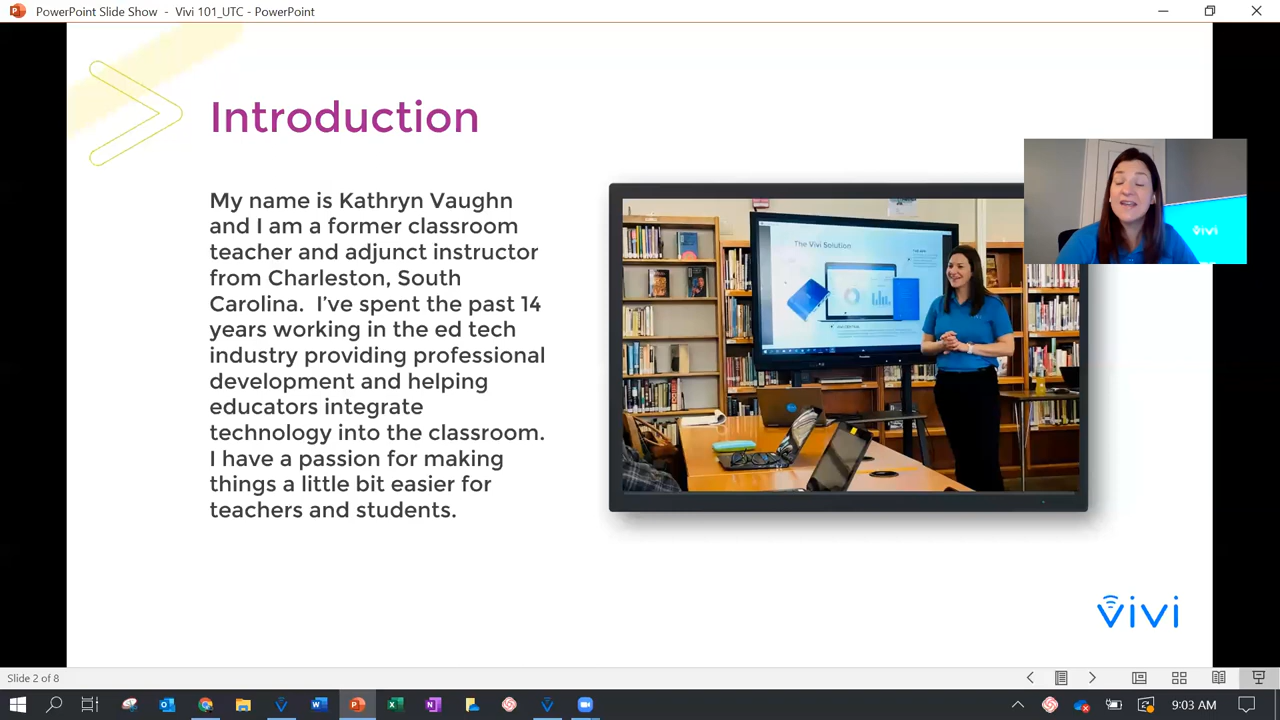 PowerPoint Slide Show - Vivi 101_UTC - PowerPoint
Introduction
My name is Kathryn Vaughn
and I am a former classroom
teacher and adjunct instructor
from Charleston, South
Carolina.  I've spent the past 14
years working in the ed tech
industry providing professional
development and helping
educators integrate
technology into the classroom.
I have a passion for making
things a little bit easier for
teachers and students.
The Vivi Solution
vivi
vivi
Slide 2 of 8
9:03 AM